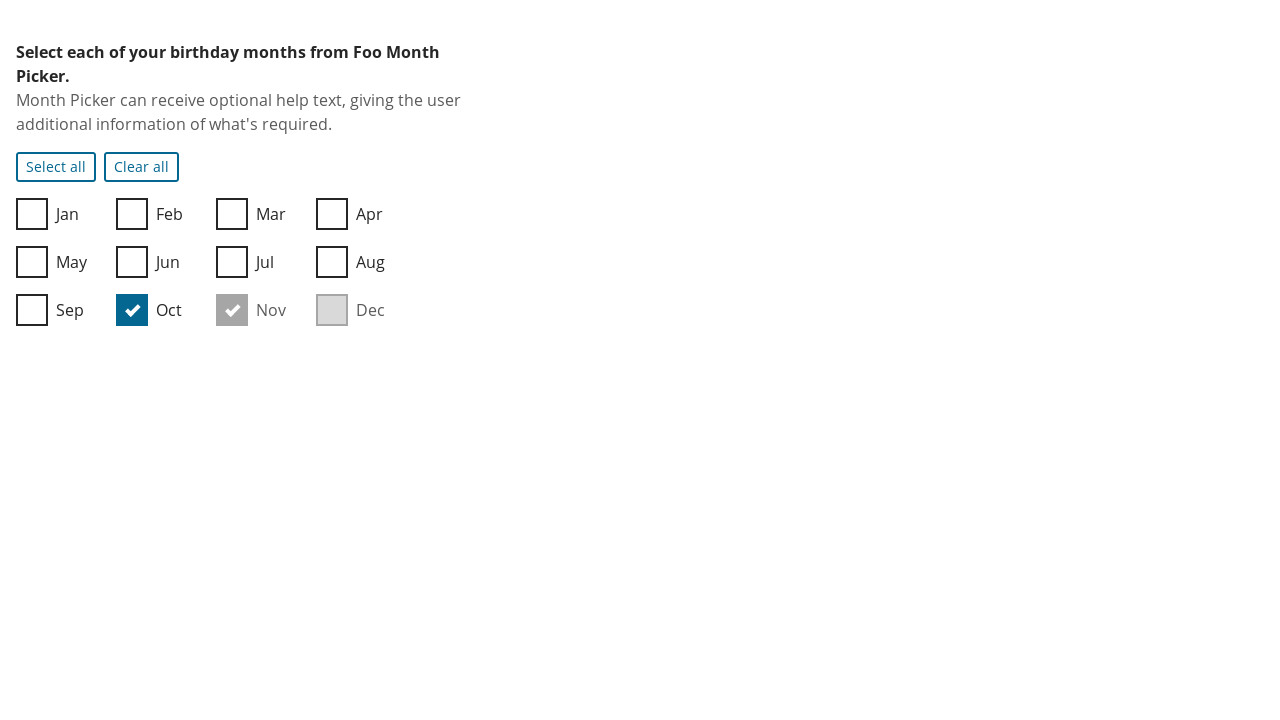 Select each of your birthday months from Foo Month
Picker.
Month Picker can receive optional help text, giving the user
additional information of what's required.
Select all Clear all
Jan Feb Mar Apr
May Jun Jul Aug
Sep Oct Nov Dec